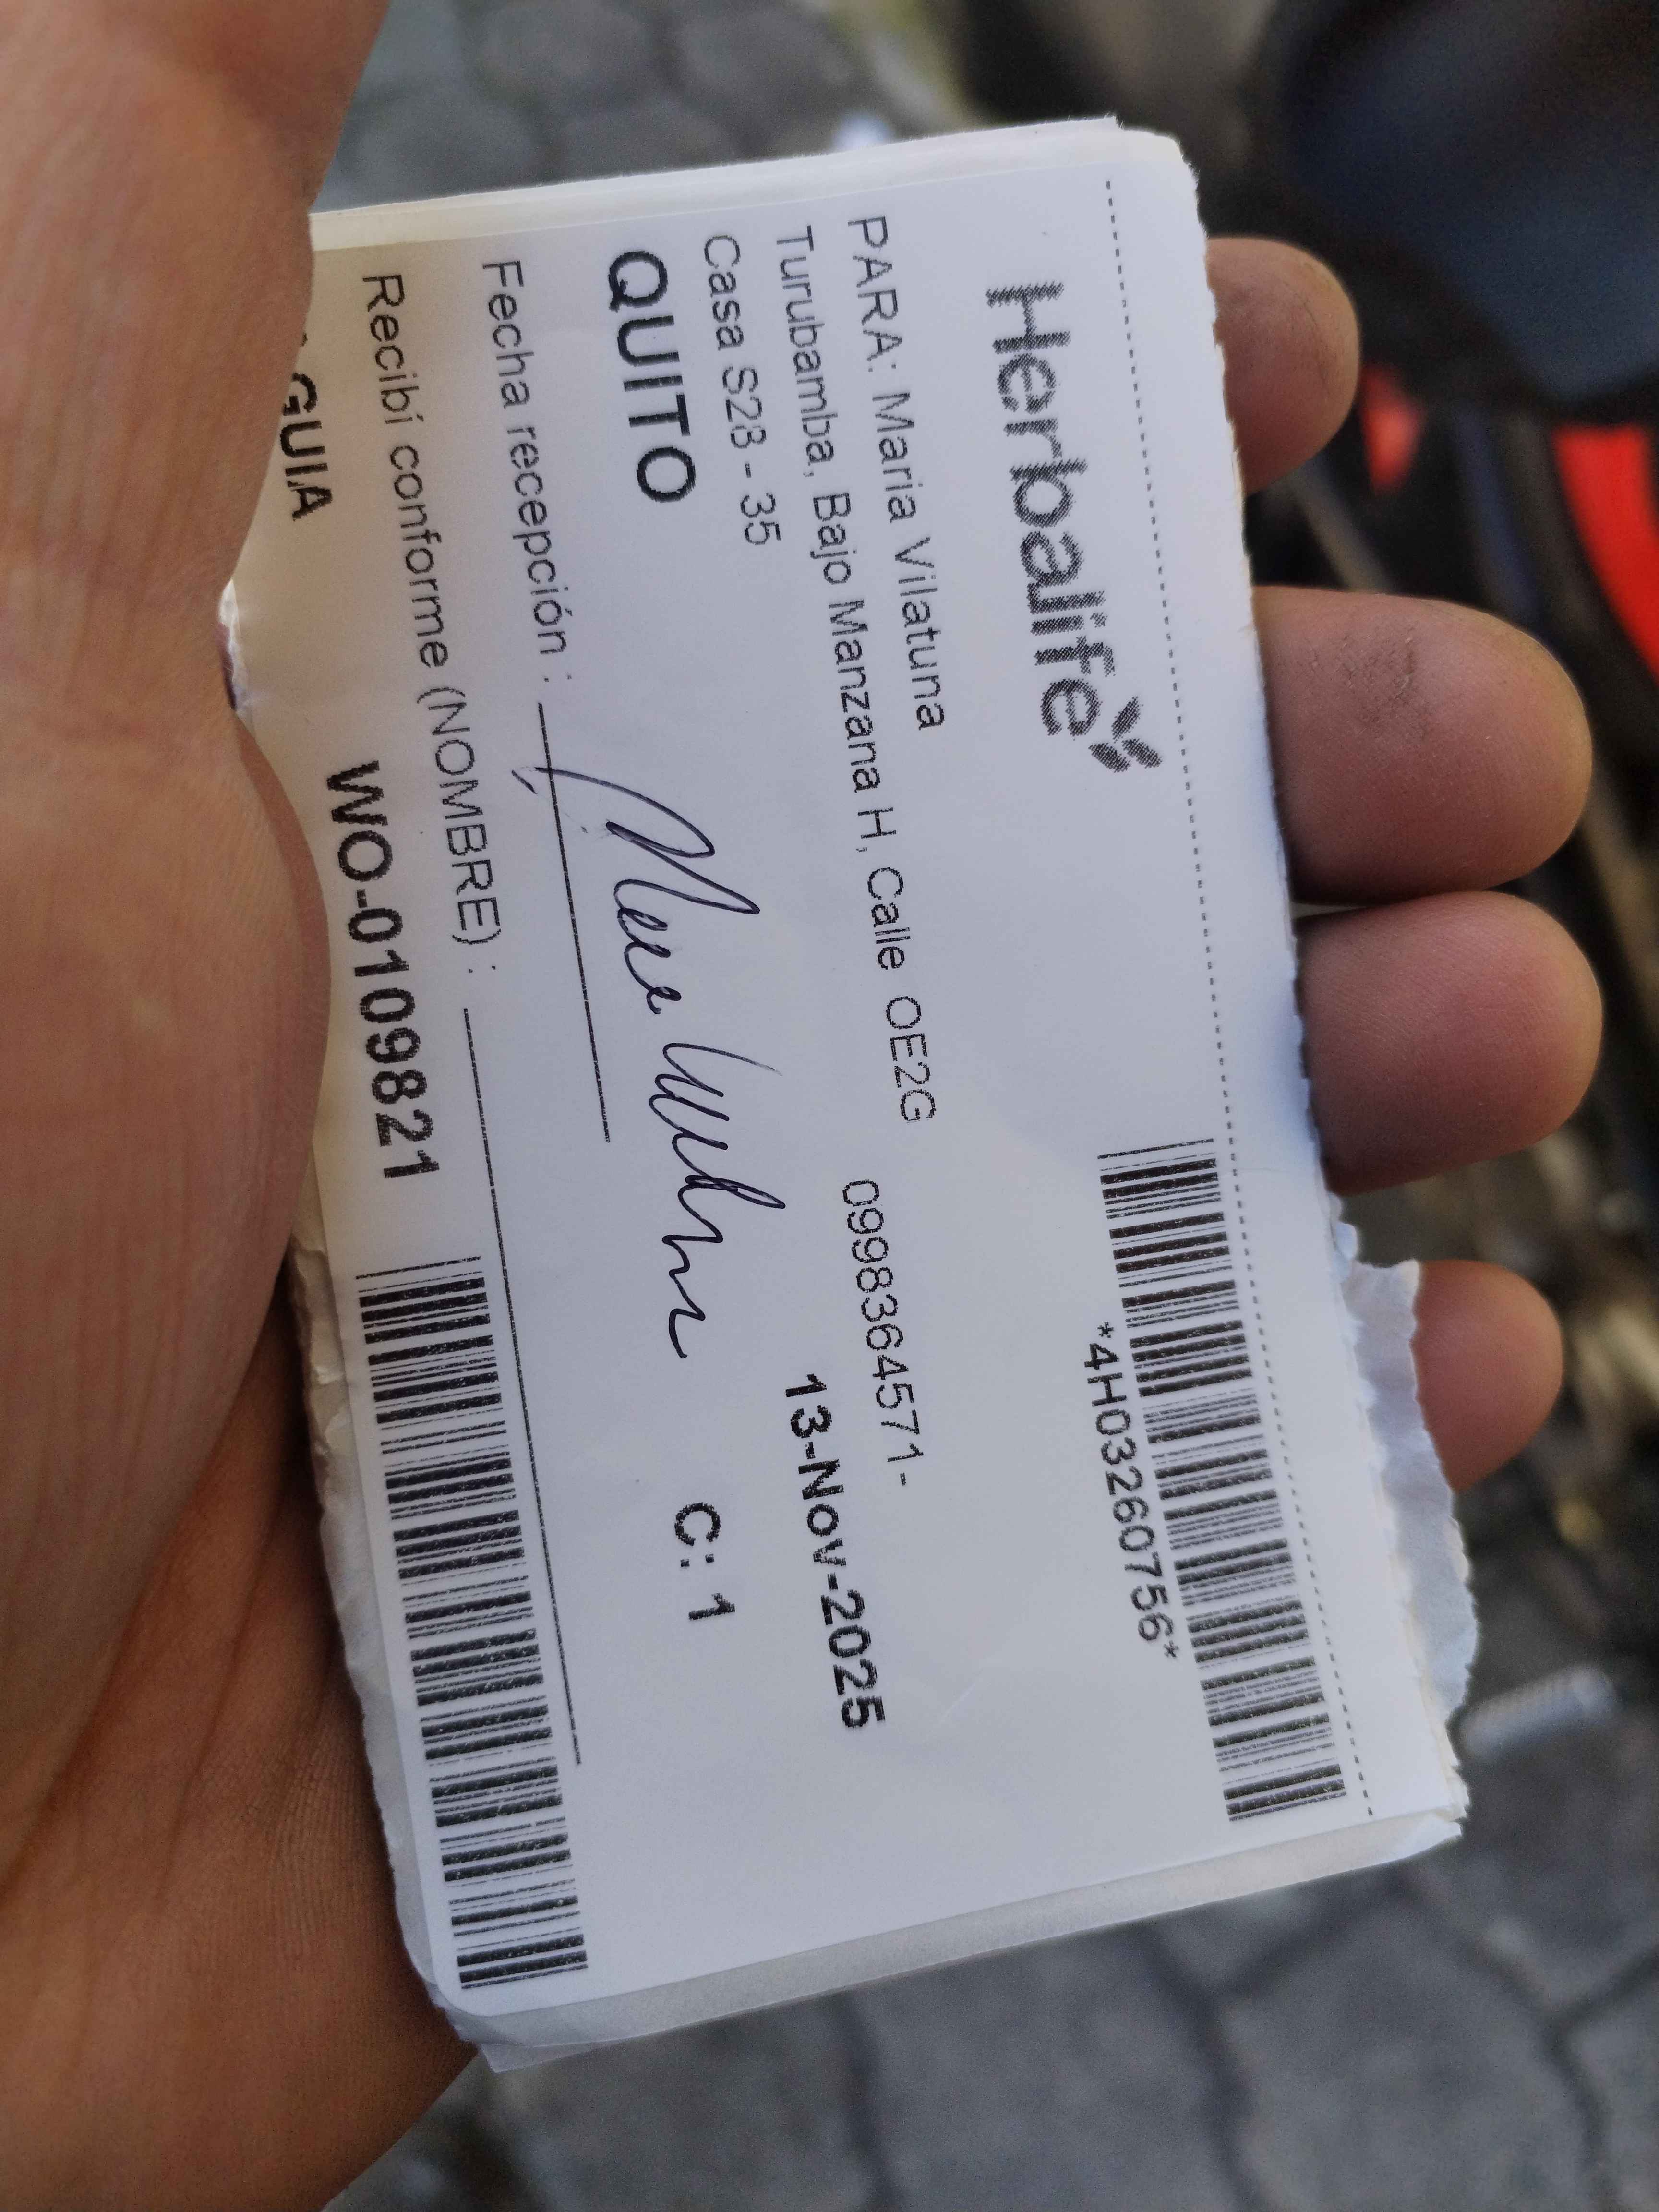 Herbalife
*4H03260756*
PARA: Maria Vilatuna
Turubamba, Bajo Manzana H, Calle OE2G 0998364571-
Casa S28 - 35 13-Nov-2025
QUITO C: 1
Fecha recepción :
Recibí conforme (NOMBRE) :
GUIA WO-0109821